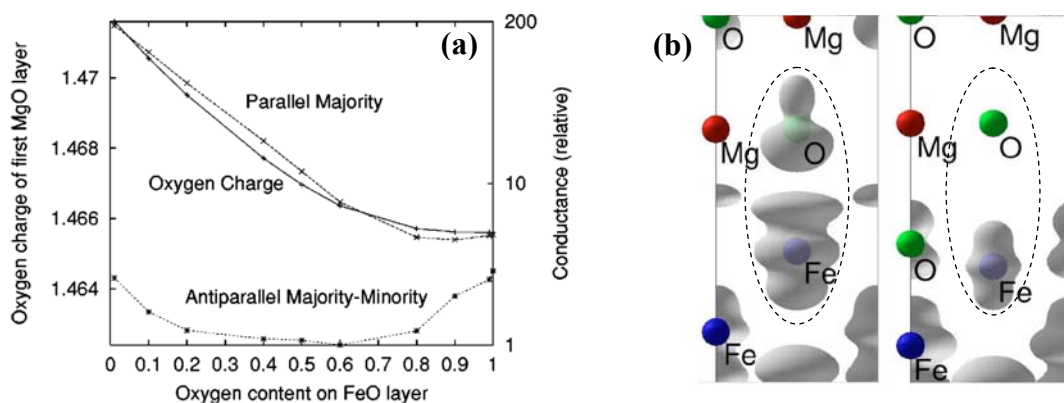 (a)
Oxygen charge of first MgO layer
1.47
1.468
1.466
1.464
Parallel Majority
Oxygen Charge
Antiparallel Majority-Minority
200
10
1
Conductance (relative)
0 0.1 0.2 0.3 0.4 0.5 0.6 0.7 0.8 0.9 1
Oxygen content on FeO layer
(b)
O Mg
Mg O
Fe
Fe
O Mg
Mg O
O Fe
Fe